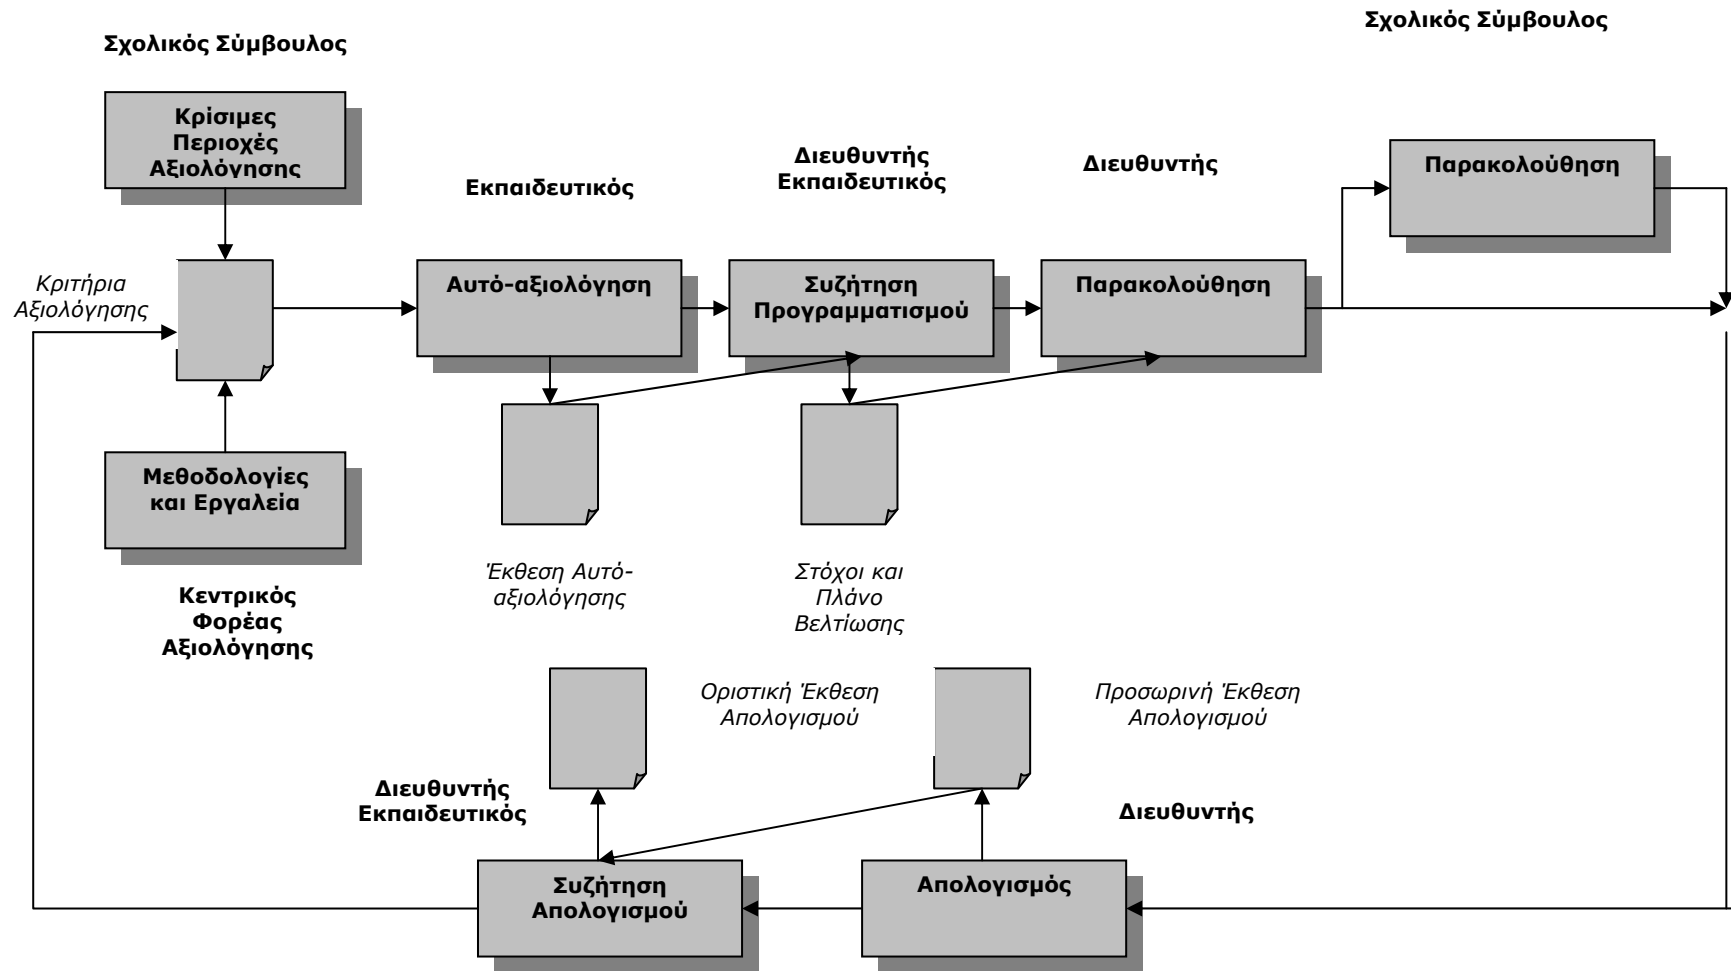 Σχολικός Σύμβουλος
Σχολικός Σύμβουλος
Κρίσιμες
Περιοχές
Αξιολόγησης
Εκπαιδευτικός
Διευθυντής
Εκπαιδευτικός
Διευθυντής
Παρακολούθηση
Κριτήρια
Αξιολόγησης
Αυτό-αξιολόγηση
Συζήτηση
Προγραμματισμού
Παρακολούθηση
Μεθοδολογίες
και Εργαλεία
Κεντρικός
Φορέας
Αξιολόγησης
Έκθεση Αυτό-
αξιολόγησης
Στόχοι και
Πλάνο
Βελτίωσης
Οριστική Έκθεση
Απολογισμού
Προσωρινή Έκθεση
Απολογισμού
Διευθυντής
Εκπαιδευτικός
Διευθυντής
Συζήτηση
Απολογισμού
Απολογισμός